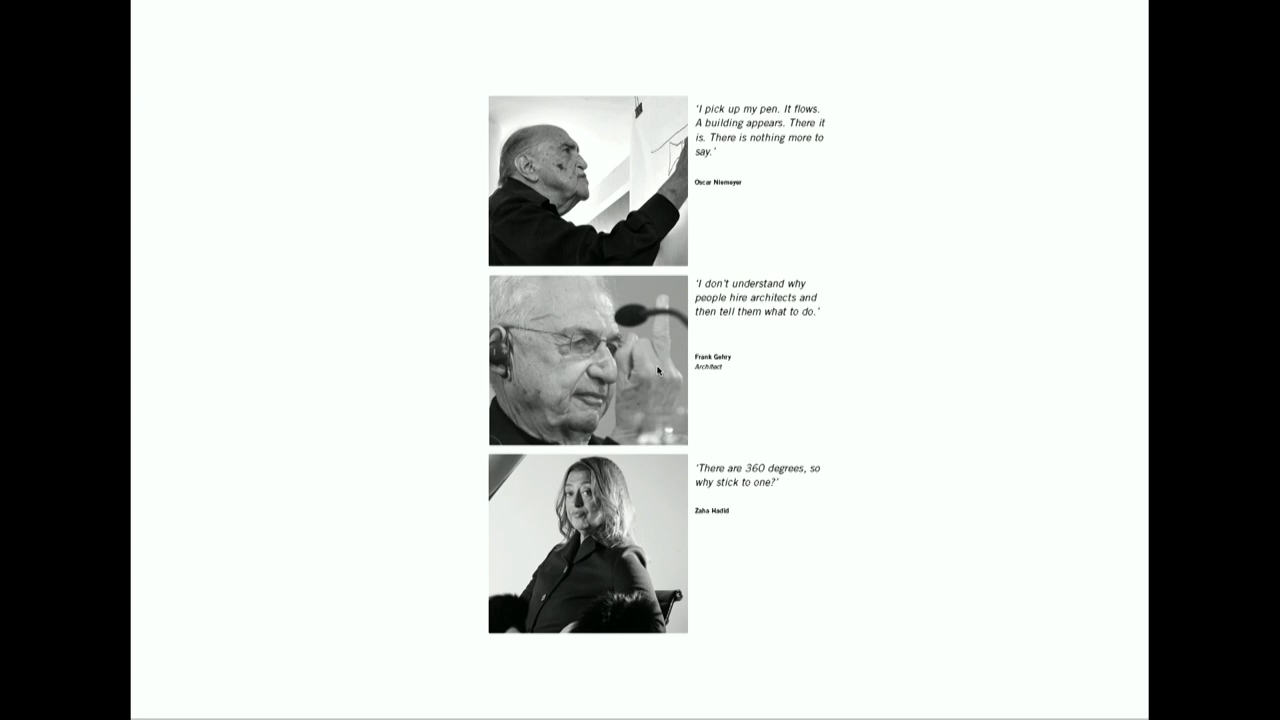 ‘I pick up my pen. It flows.
A building appears. There it
is. There is nothing more to
say.’
Oscar Niemeyer
‘I don’t understand why
people hire architects and
then tell them what to do.’
Frank Gehry
Architect
‘There are 360 degrees, so
why stick to one?’
Zaha Hadid